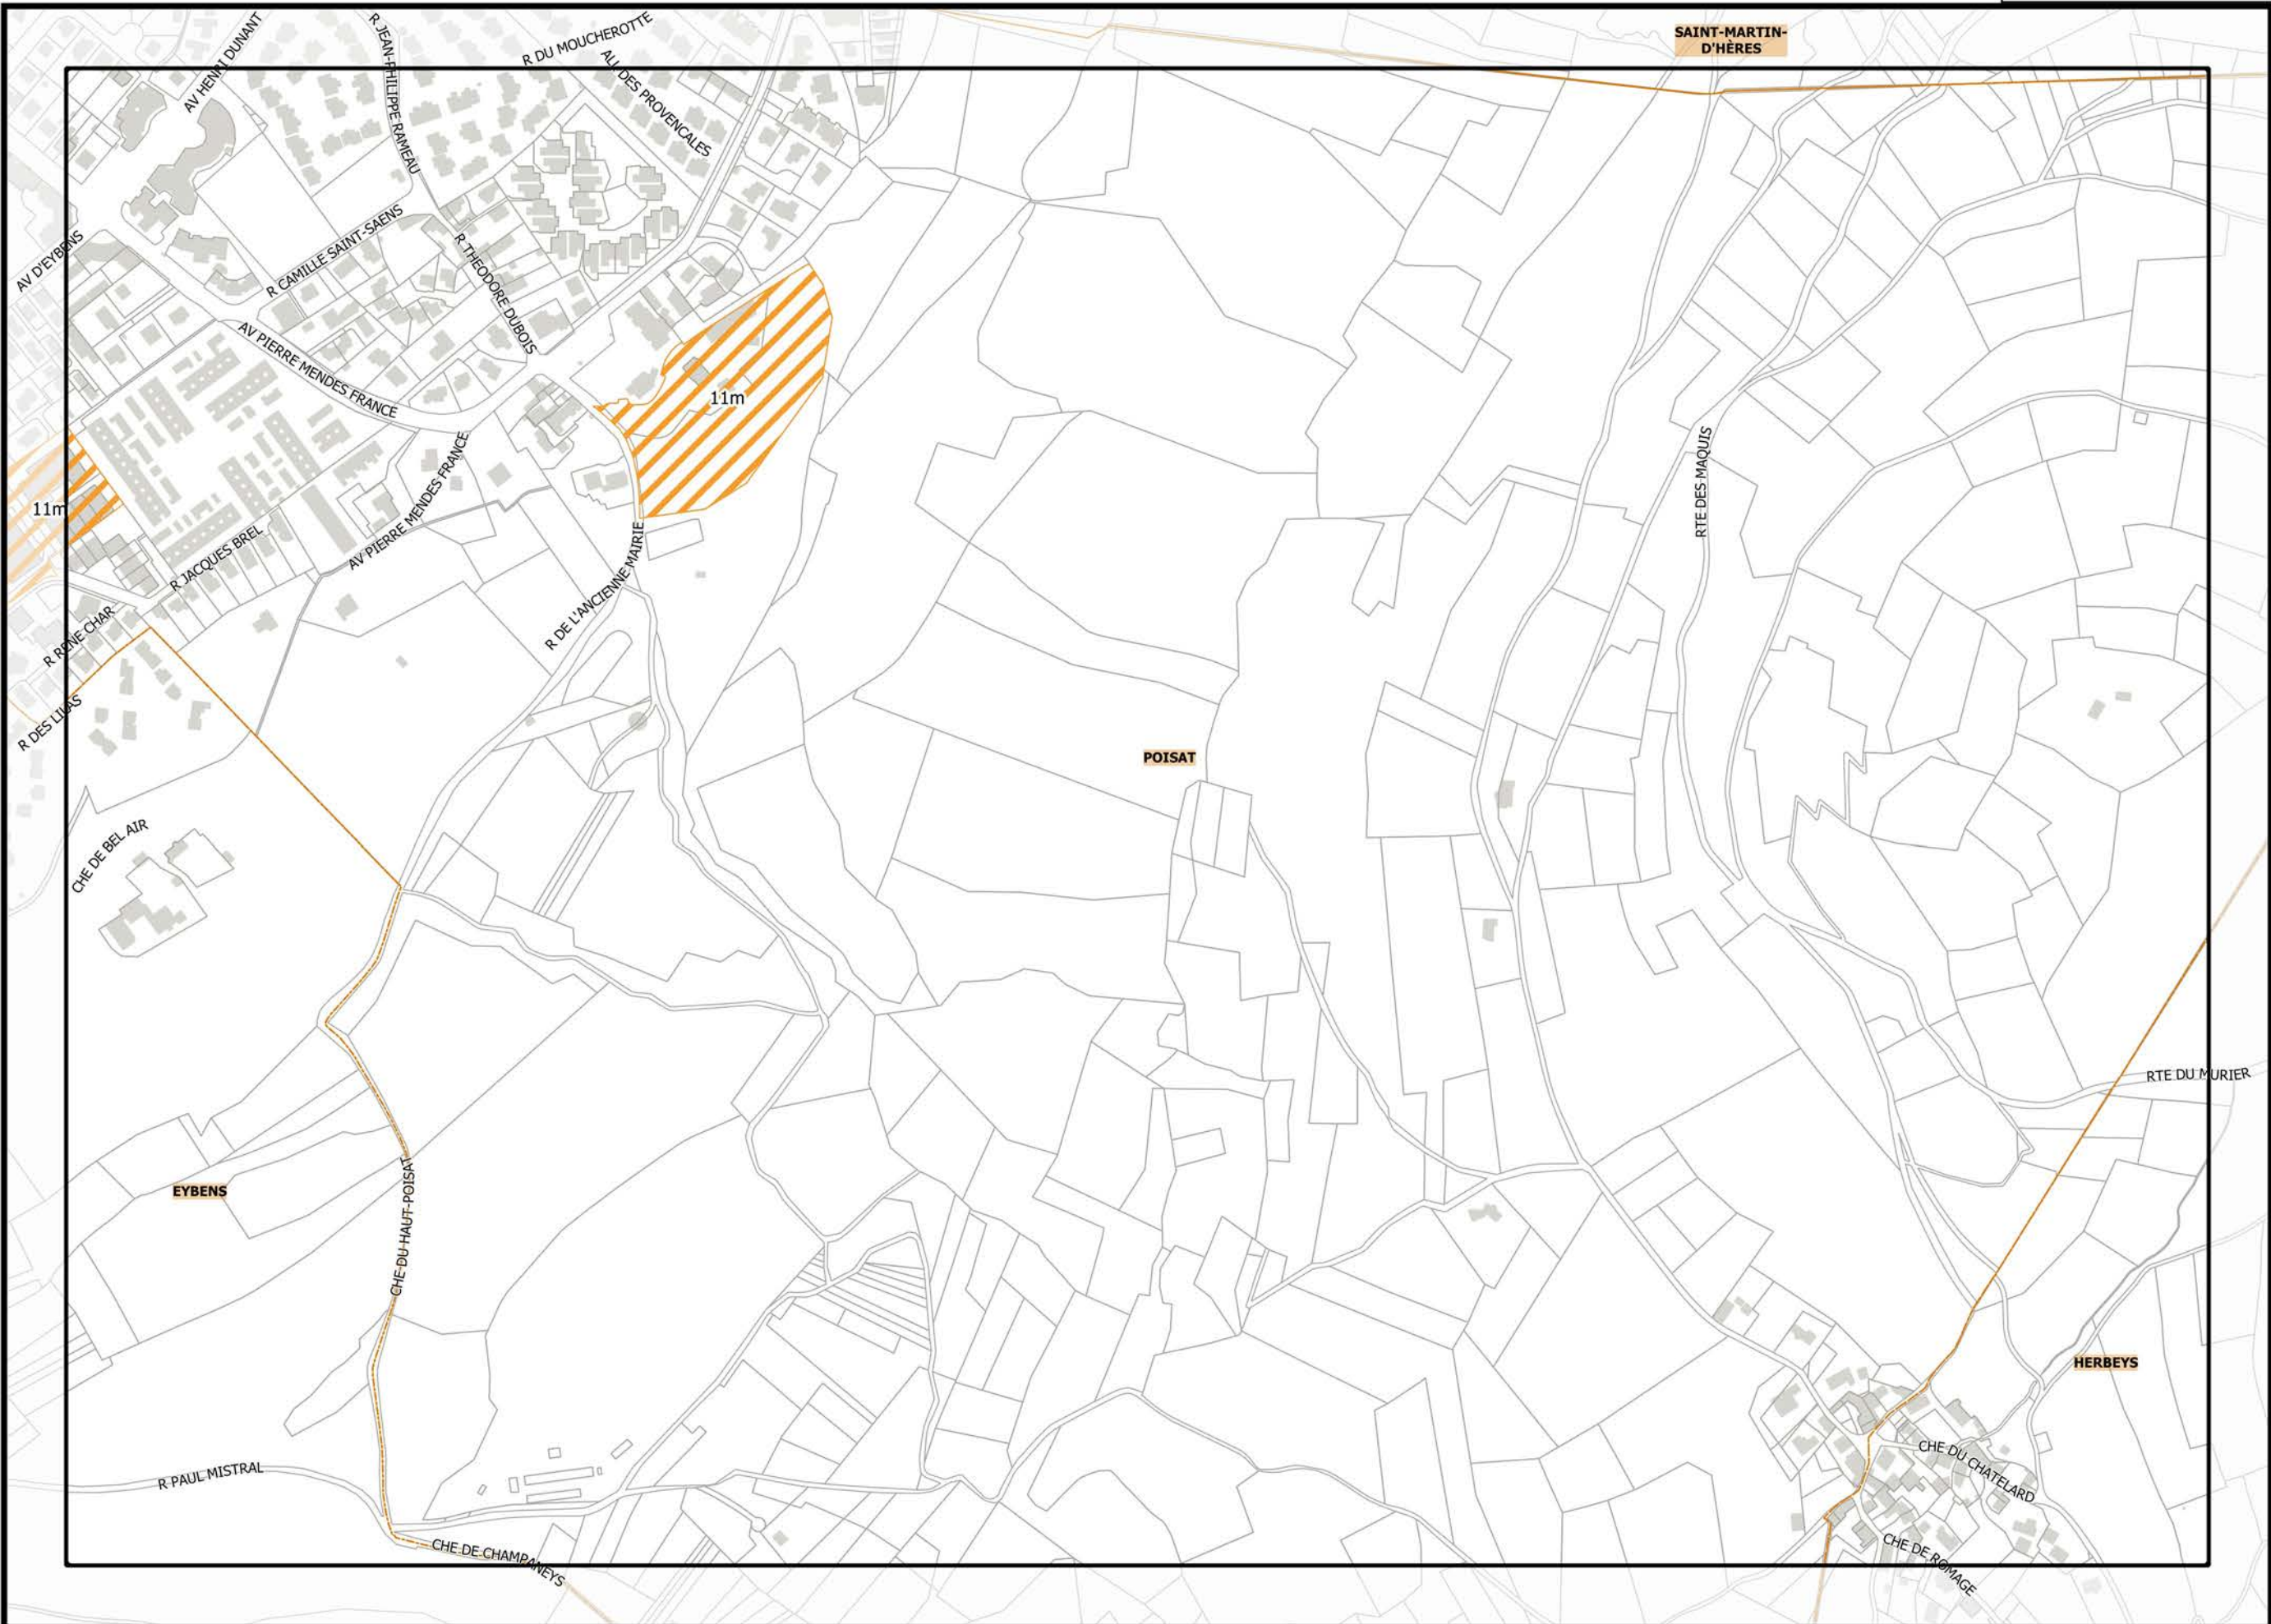 SAINT-MARTIN-
D'HÈRES
AV HENRI DUNANT
R JEAN-PHILIPPE RAMEAU
R DU MOUCHEROTTE
ALL DES PROVENCALES
AV D'EYBENS
R CAMILLE SAINT-SAENS
R THEODORE DUBOIS
AV PIERRE MENDES FRANCE
11m
11m
AV PIERRE MENDES FRANCE
R JACQUES BREL
R RENE CHAR
R DE L'ANCIENNE MAIRIE
RTE DES MAQUIS
R DES LILAS
POISAT
CHE DE BEL AIR
RTE DU MURIER
EYBENS
CHE DU HAUT-POISAT
HERBEYS
R PAUL MISTRAL
CHE DU CHATELARD
CHE DE CHAMPANEYS
CHE DE ROMAGE